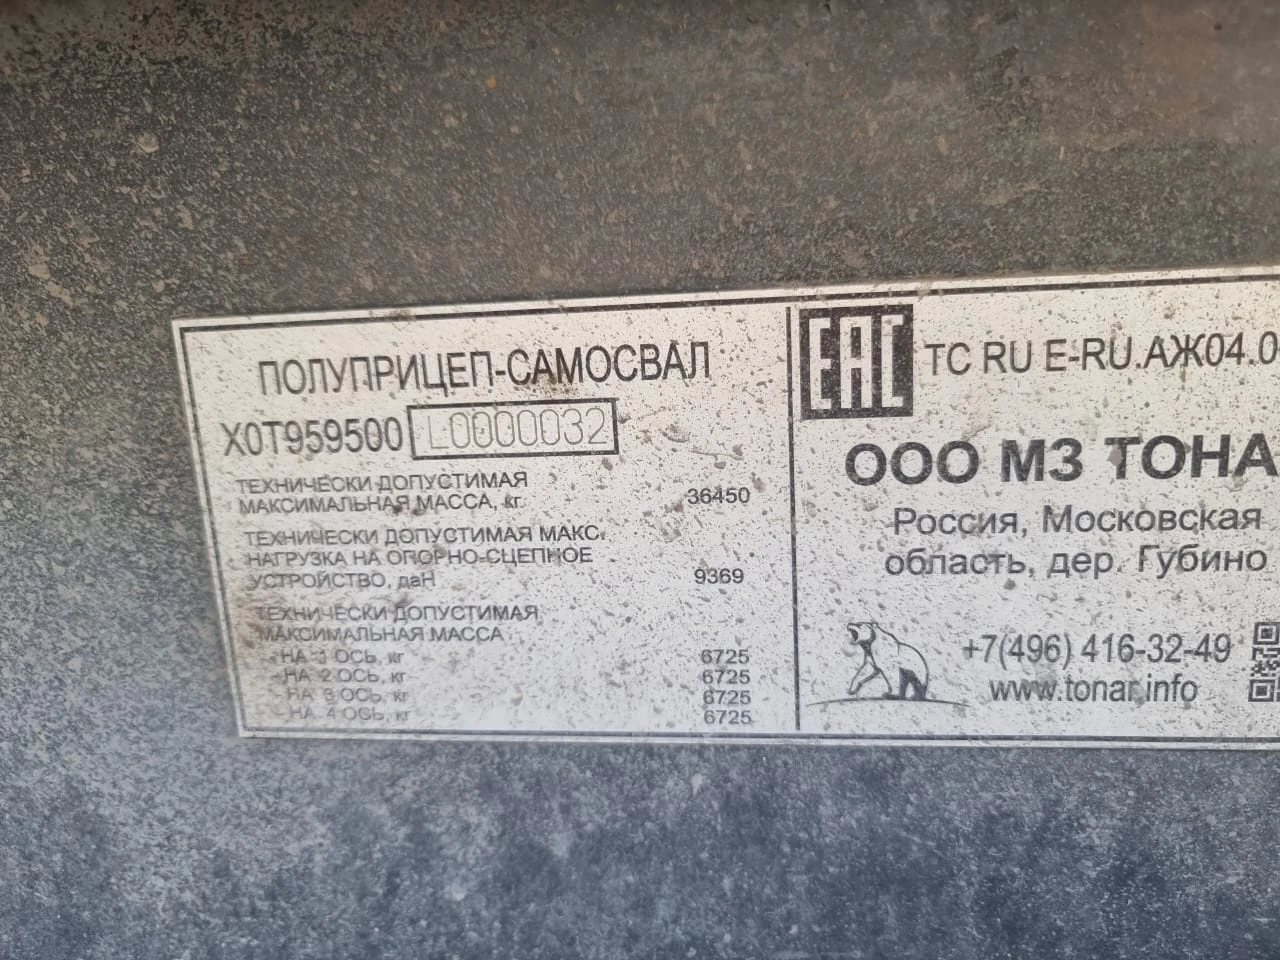 ПОЛУПРИЦЕП-САМОСВАЛ
X0T959500 L0000032
ТЕХНИЧЕСКИ ДОПУСТИМАЯ
МАКСИМАЛЬНАЯ МАССА, кг 36450
ТЕХНИЧЕСКИ ДОПУСТИМАЯ МАКС.
НАГРУЗКА НА ОПОРНО-СЦЕПНОЕ
УСТРОЙСТВО, даН 9369
ТЕХНИЧЕСКИ ДОПУСТИМАЯ
МАКСИМАЛЬНАЯ МАССА
- НА 1 ОСЬ, кг 6725
- НА 2 ОСЬ, кг 6725
- НА 3 ОСЬ, кг 6725
- НА 4 ОСЬ, кг 6725
EAC TC RU E-RU.АЖ04.0
ООО МЗ ТОНА
Россия, Московская
область, дер. Губино
+7(496) 416-32-49
www.tonar.info